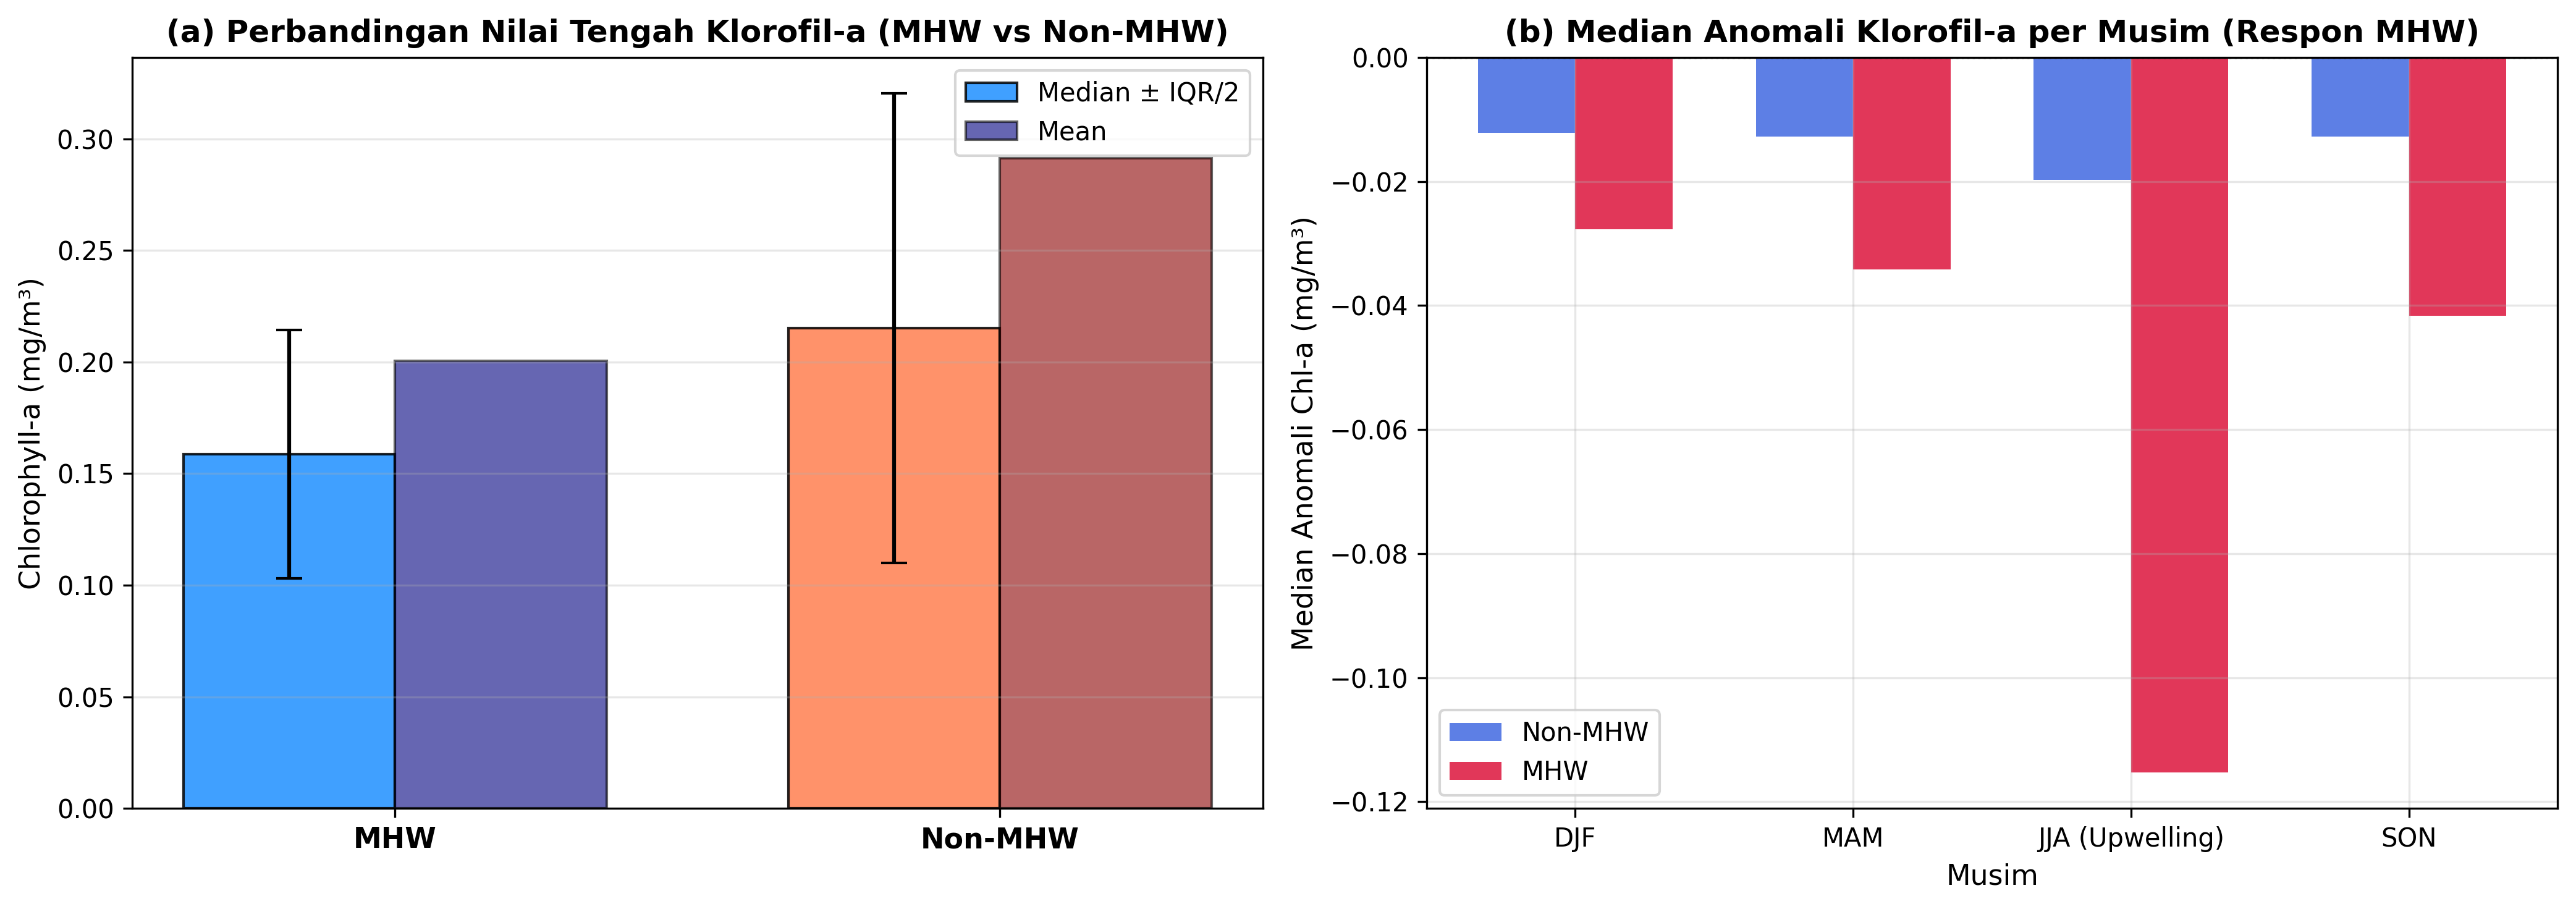 (a) Perbandingan Nilai Tengah Klorofil-a (MHW vs Non-MHW)
Chlorophyll-a (mg/m³)
0.30
0.25
0.20
0.15
0.10
0.05
0.00
Median ± IQR/2
Mean
MHW
Non-MHW
(b) Median Anomali Klorofil-a per Musim (Respon MHW)
Median Anomali Chl-a (mg/m³)
0.00
−0.02
−0.04
−0.06
−0.08
−0.10
−0.12
Non-MHW
MHW
DJF
MAM
JJA (Upwelling)
SON
Musim